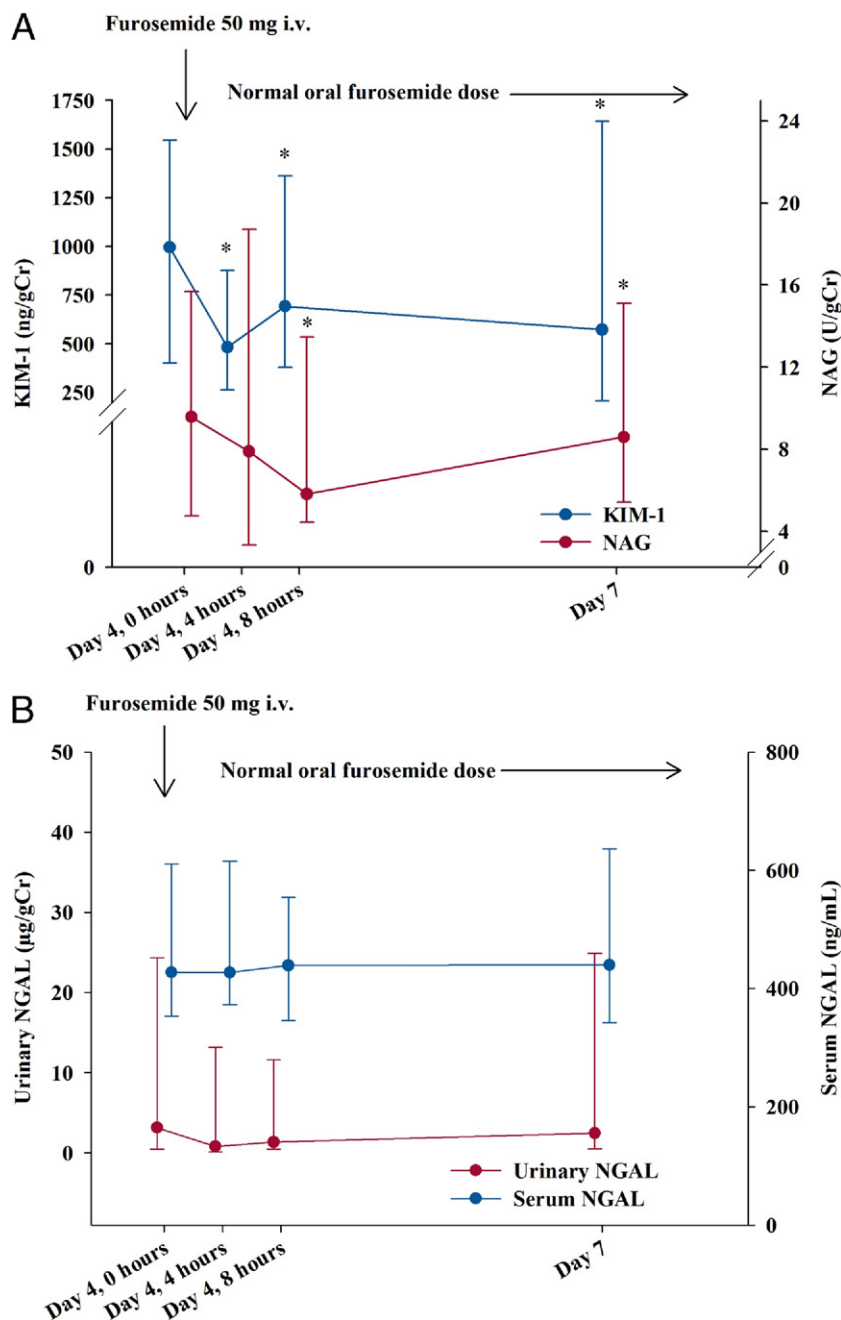 A
Furosemide 50 mg i.v.
Normal oral furosemide dose
1750
1500
1250
1000
750
500
250
0
KIM-1 (ng/gCr)
*
*
*
*
*
24
20
16
12
8
4
0
NAG (U/gCr)
KIM-1
NAG
Day 4, 0 hours
Day 4, 4 hours
Day 4, 8 hours
Day 7
B
Furosemide 50 mg i.v.
Normal oral furosemide dose
50
40
30
20
10
0
Urinary NGAL (µg/gCr)
800
600
400
200
0
Serum NGAL (ng/mL)
Urinary NGAL
Serum NGAL
Day 4, 0 hours
Day 4, 4 hours
Day 4, 8 hours
Day 7